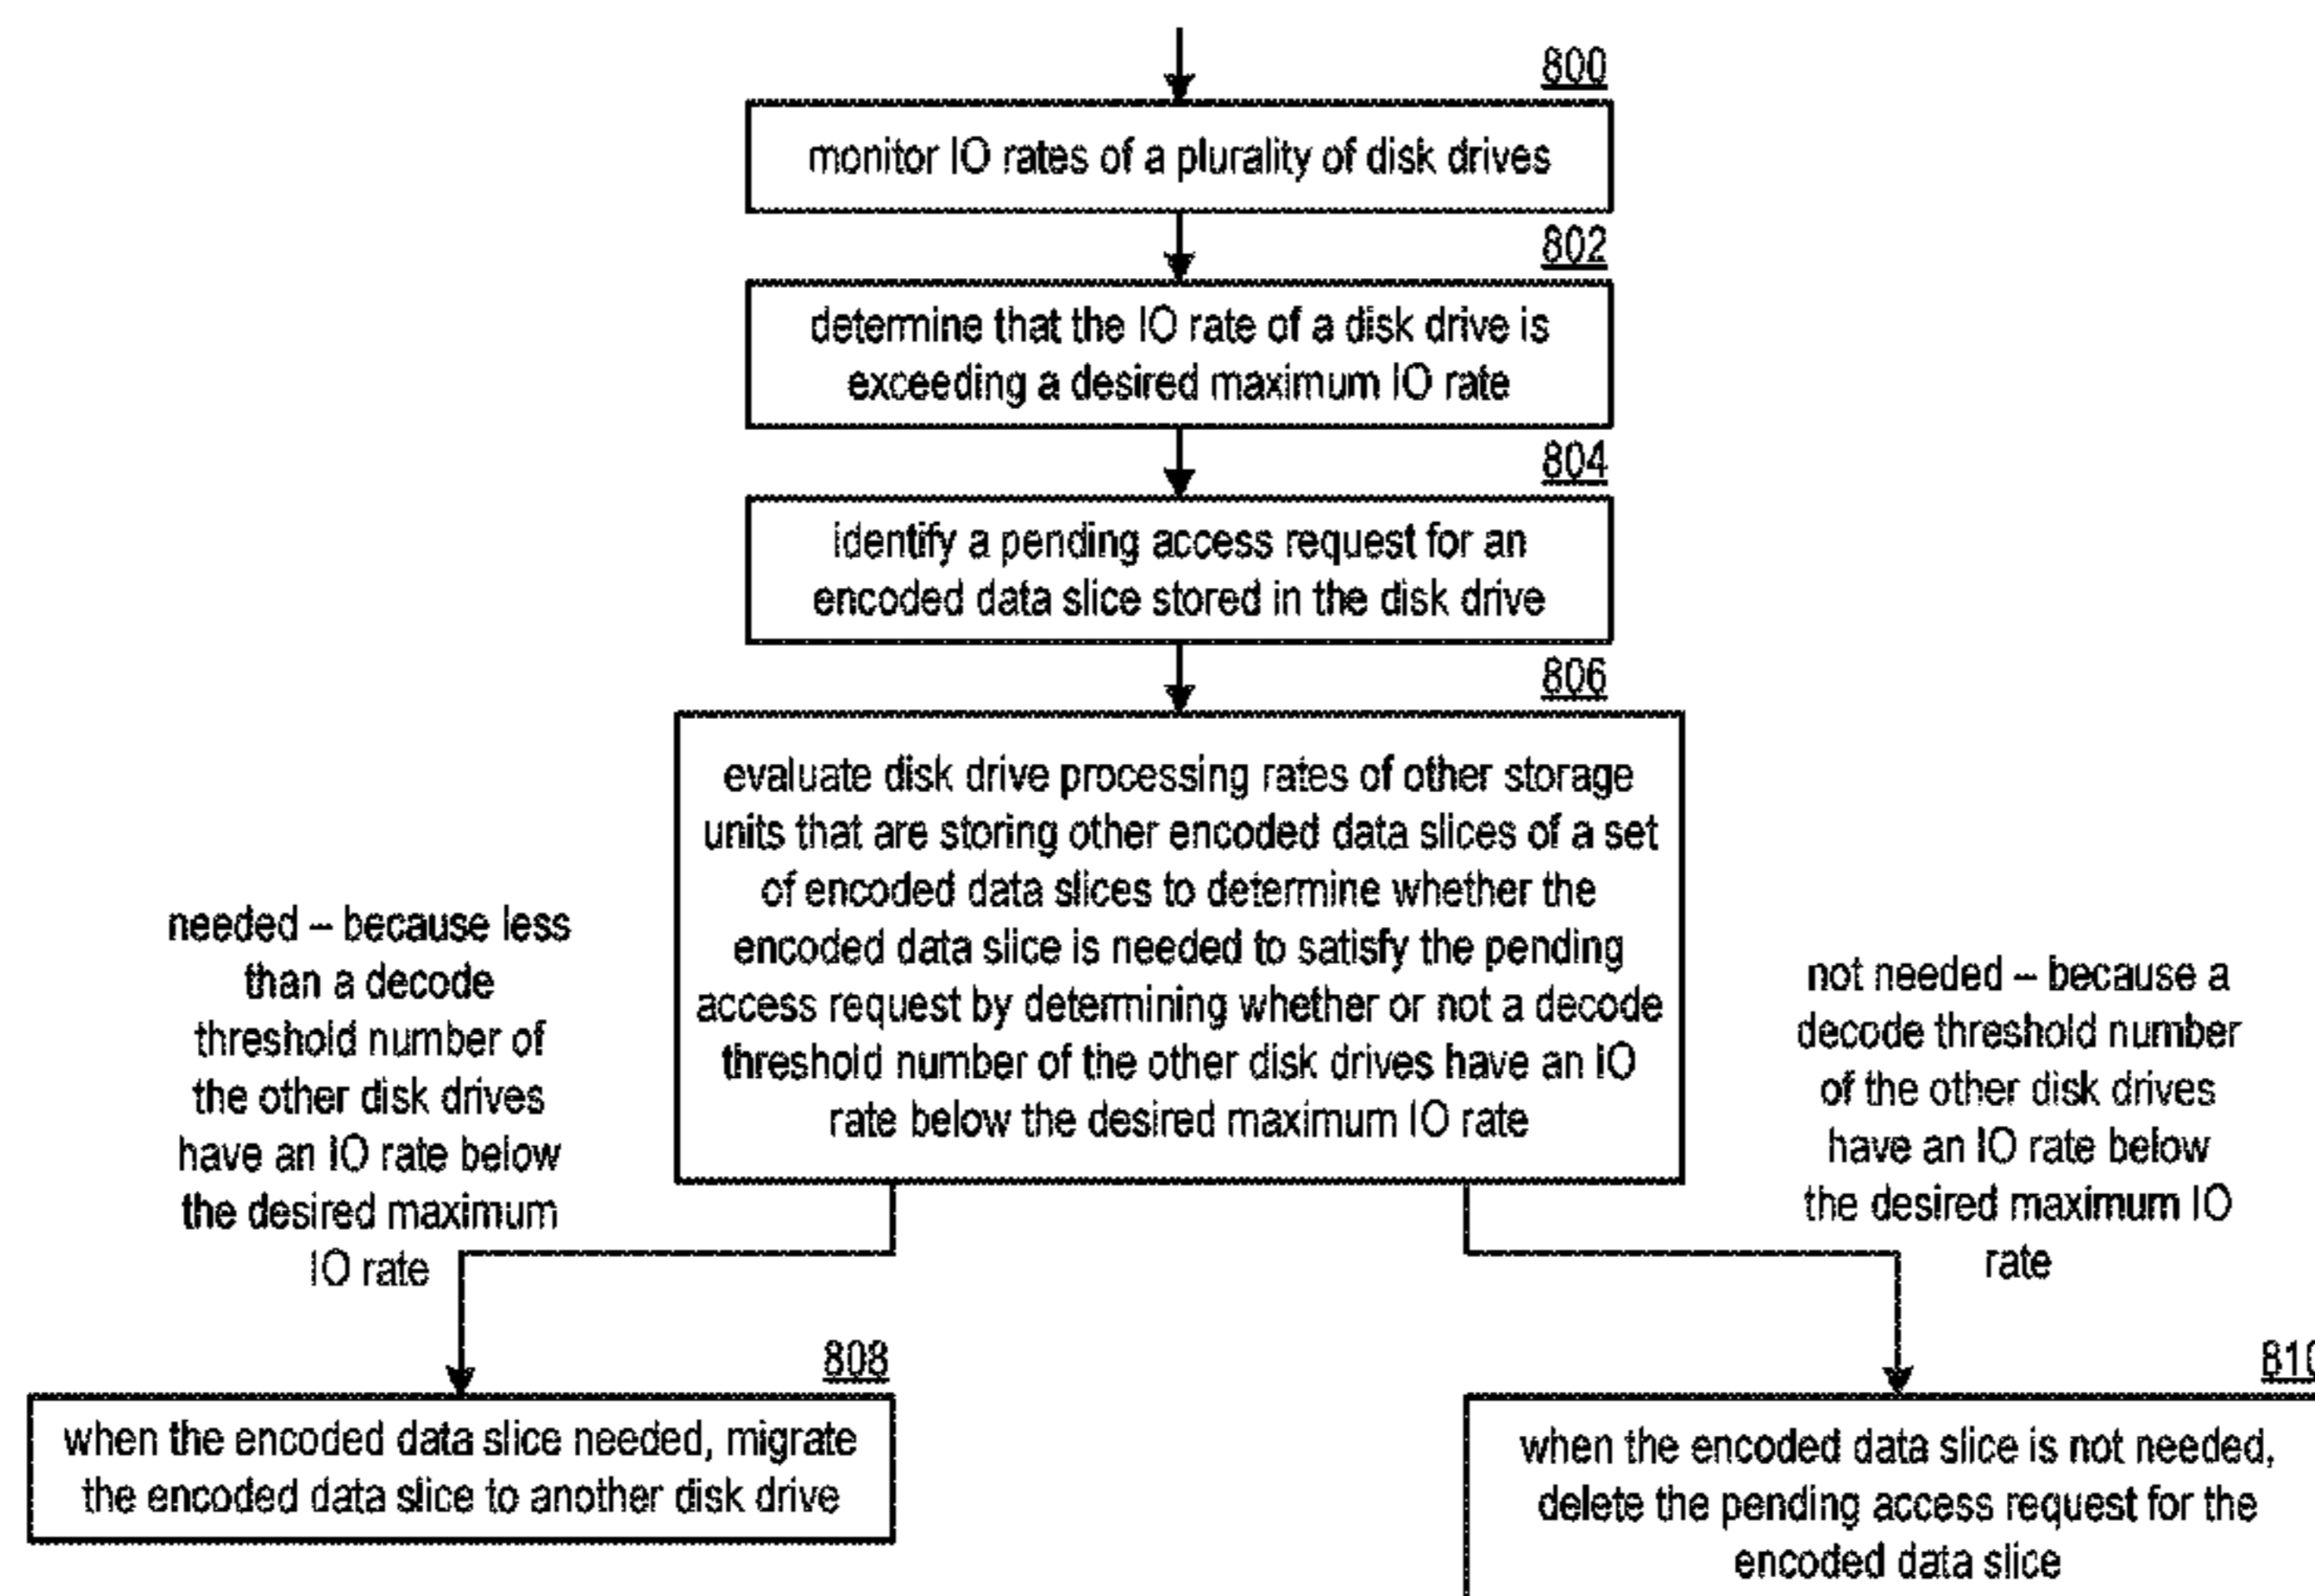 800
monitor IO rates of a plurality of disk drives
802
determine that the IO rate of a disk drive is
exceeding a desired maximum IO rate
804
identify a pending access request for an
encoded data slice stored in the disk drive
806
evaluate disk drive processing rates of other storage
units that are storing other encoded data slices of a set
of encoded data slices to determine whether the
encoded data slice is needed to satisfy the pending
access request by determining whether or not a decode
threshold number of the other disk drives have an IO
rate below the desired maximum IO rate
needed – because less
than a decode
threshold number of
the other disk drives
have an IO rate below
the desired maximum
IO rate
not needed – because a
decode threshold number
of the other disk drives
have an IO rate below
the desired maximum IO
rate
808
when the encoded data slice needed, migrate
the encoded data slice to another disk drive
810
when the encoded data slice is not needed,
delete the pending access request for the
encoded data slice